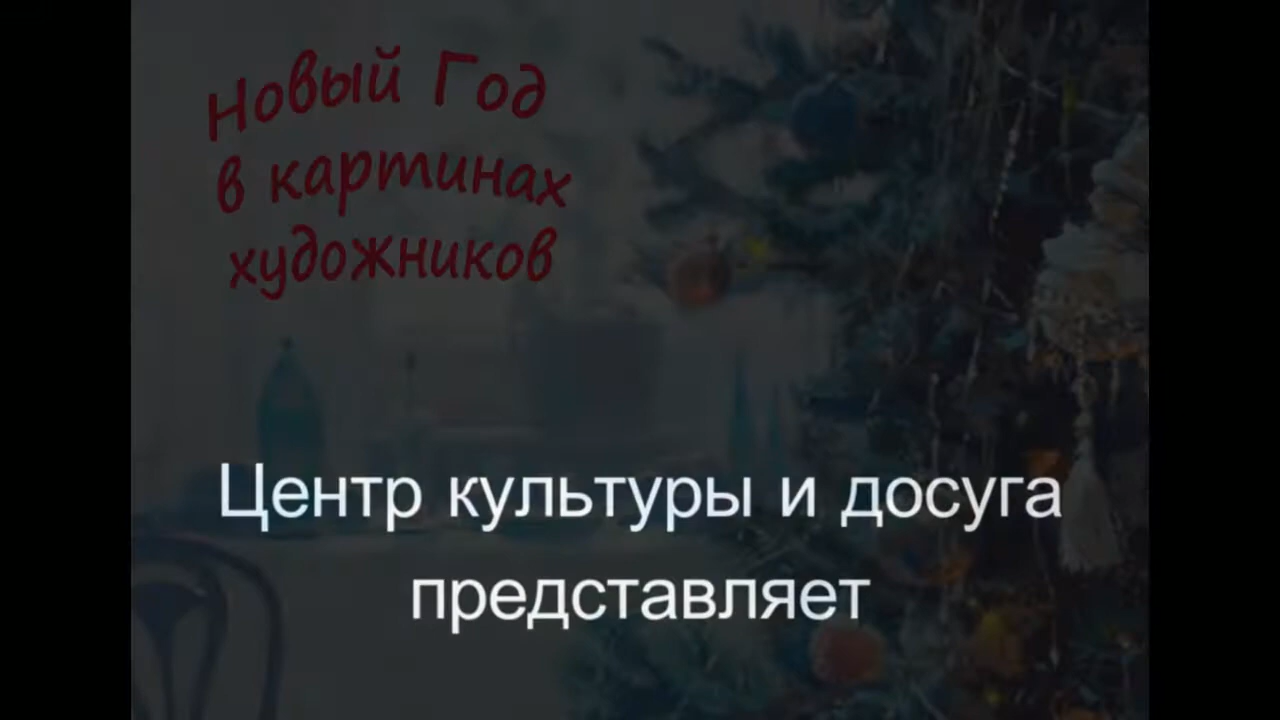 Новый Год
в картинах
художников
Центр культуры и досуга
представляет